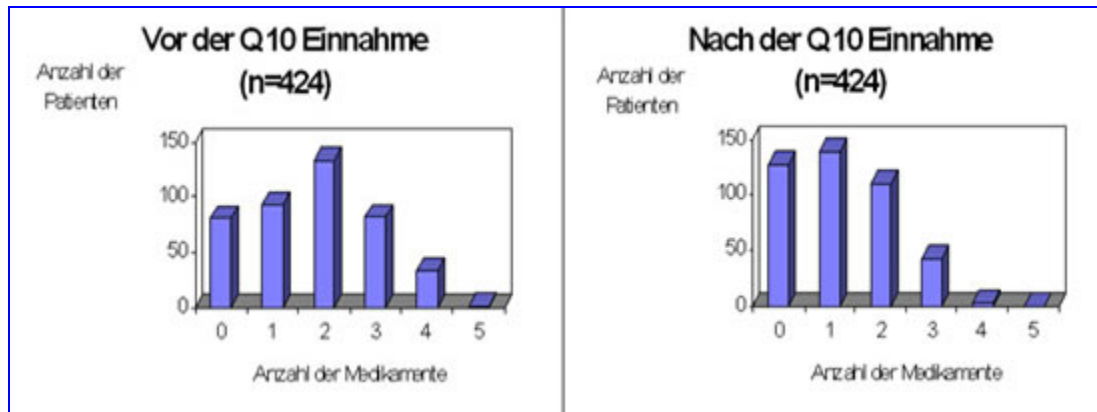 Vor der Q10 Einnahme
(n=424)
Anzahl der
Patienten
150
100
50
0
0 1 2 3 4 5
Anzahl der Medikamente
Nach der Q10 Einnahme
(n=424)
Anzahl der
Patienten
150
100
50
0
0 1 2 3 4 5
Anzahl der Medikamente